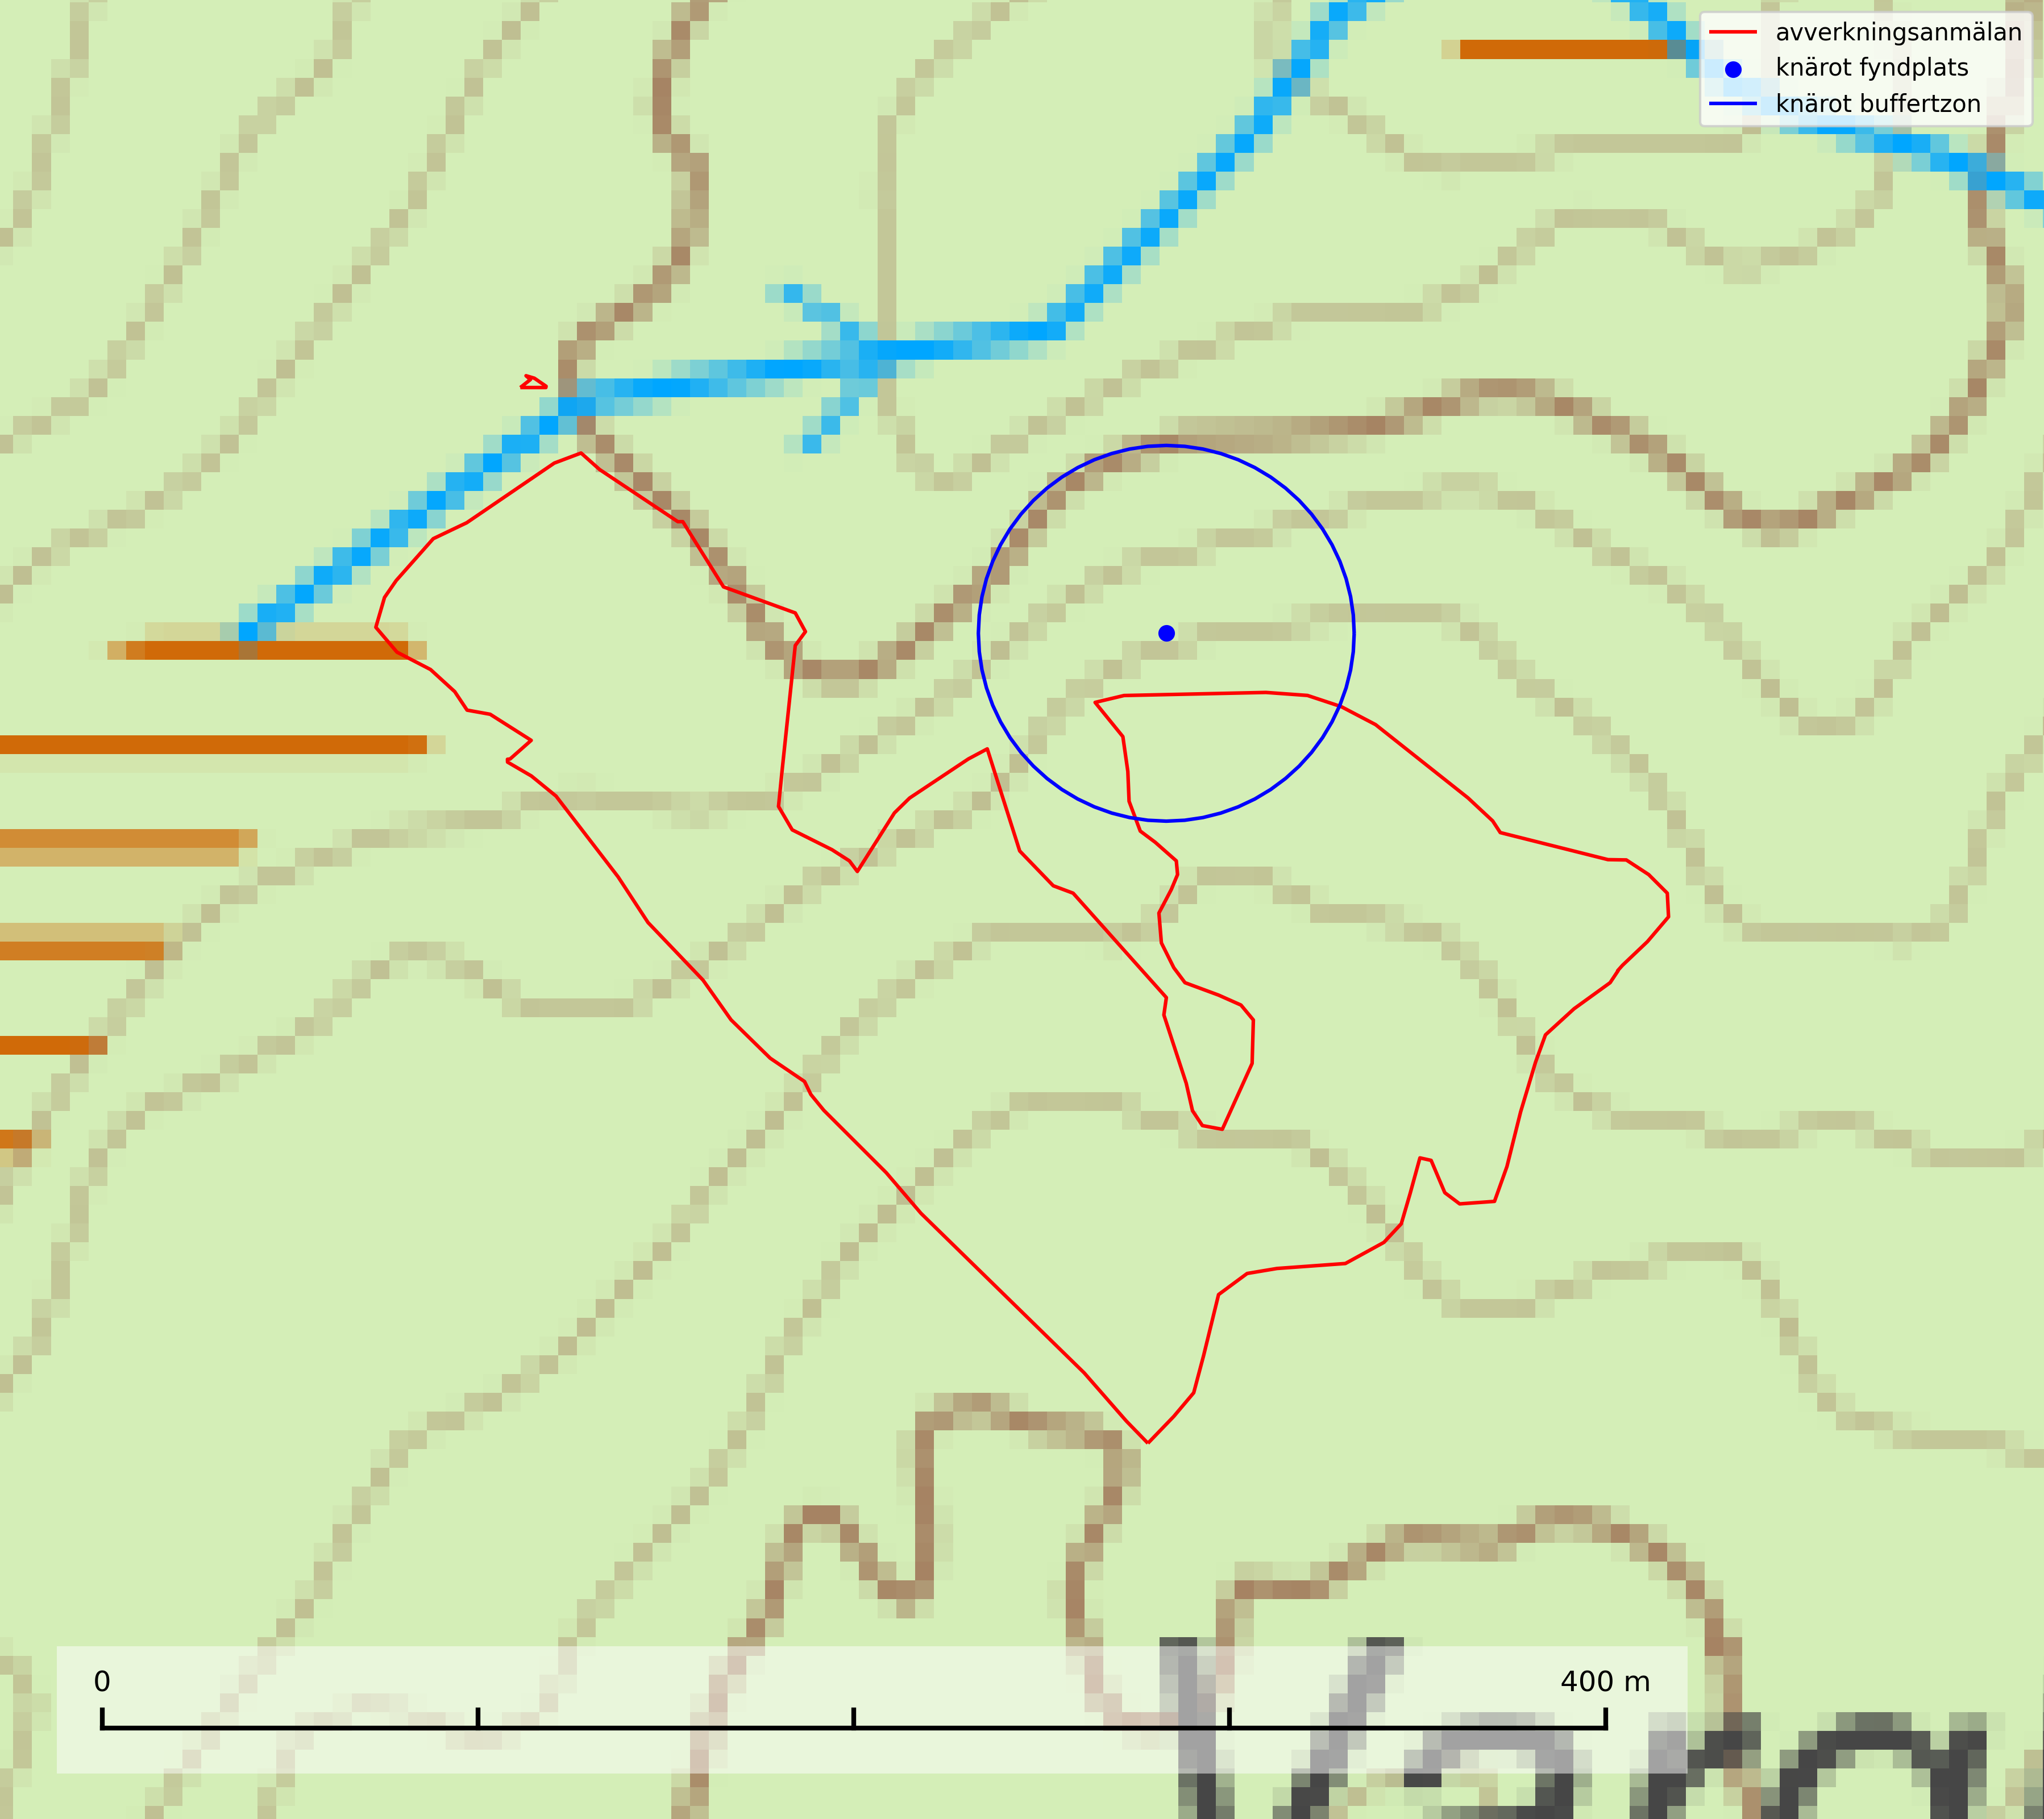 avverkningsanmälan
knärot fyndplats
knärot buffertzon
0
400 m